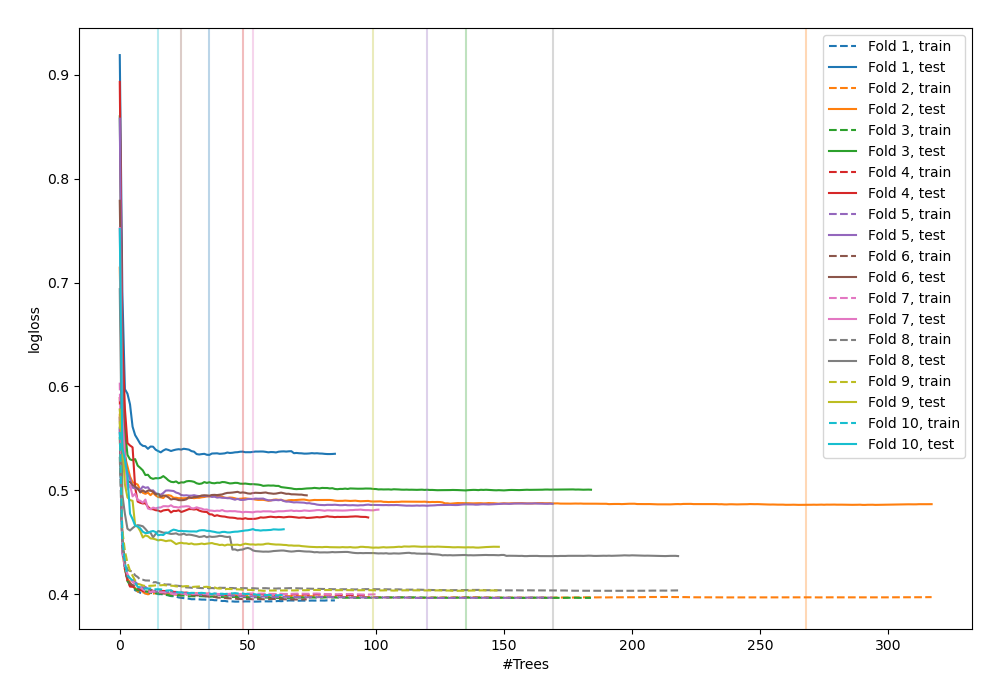 0.9
0.8
0.7
0.6
0.5
0.4
logloss
0
50
100
150
200
250
300
#Trees
Fold 1, train
Fold 1, test
Fold 2, train
Fold 2, test
Fold 3, train
Fold 3, test
Fold 4, train
Fold 4, test
Fold 5, train
Fold 5, test
Fold 6, train
Fold 6, test
Fold 7, train
Fold 7, test
Fold 8, train
Fold 8, test
Fold 9, train
Fold 9, test
Fold 10, train
Fold 10, test